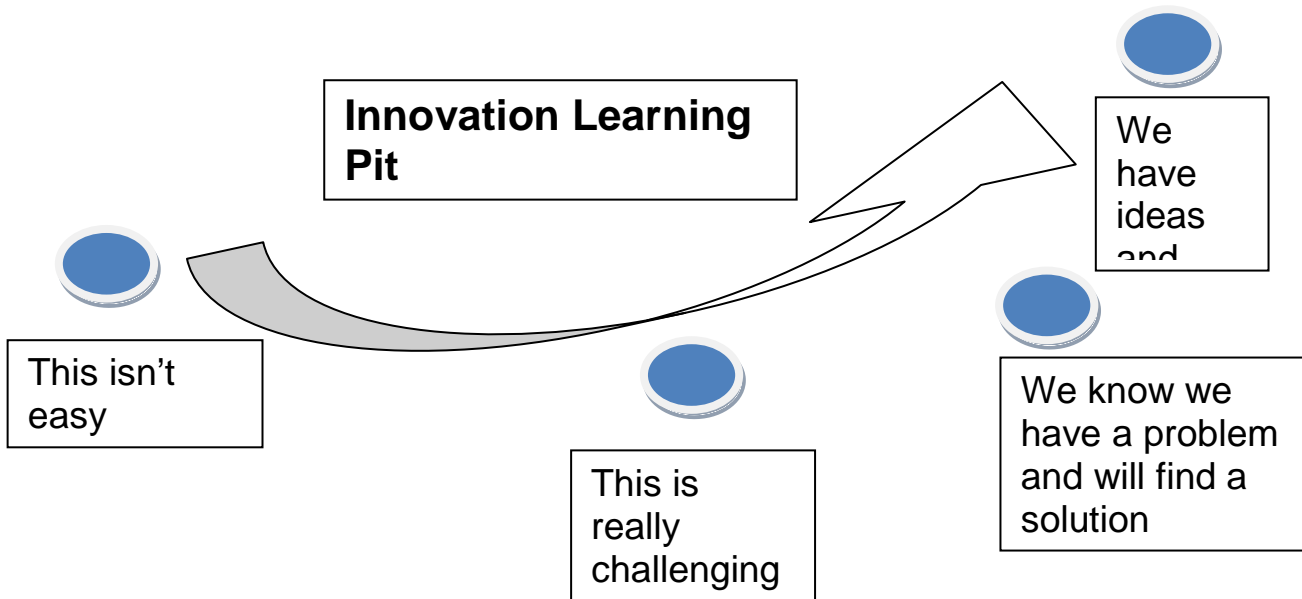 Innovation Learning
Pit
We
have
ideas
and
This isn’t
easy
We know we
have a problem
and will find a
solution
This is
really
challenging